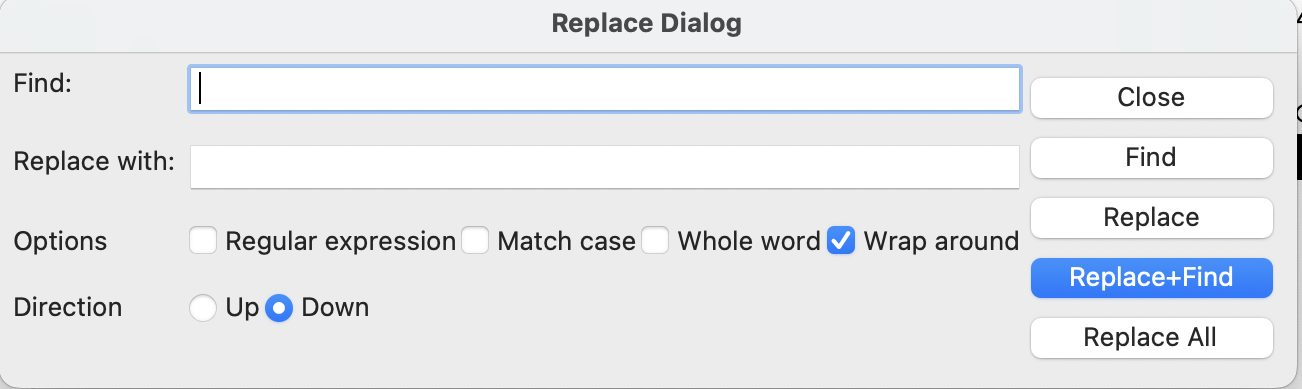 Replace Dialog
Find:
Close
Replace with:
Find
Replace
Options
Regular expression
Match case
Whole word
Wrap around
Replace+Find
Direction
Up
Down
Replace All